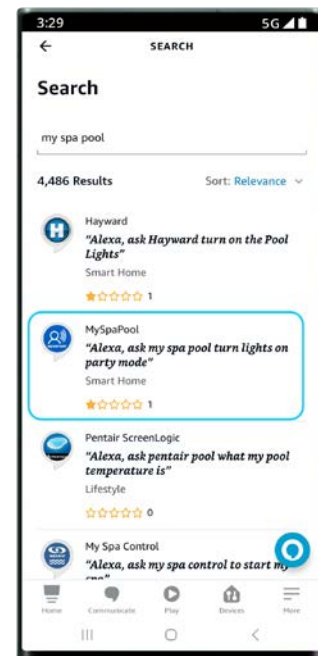 3:29 5G
SEARCH
Search
my spa pool
4,486 Results Sort: Relevance
Hayward
"Alexa, ask Hayward turn on the Pool
Lights"
Smart Home
1
MySpaPool
"Alexa, ask my spa pool turn lights on
party mode"
Smart Home
1
Pentair ScreenLogic
"Alexa, ask pentair pool what my pool
temperature is"
Lifestyle
0
My Spa Control
"Alexa, ask my spa control to start my
spa"
Home Communicate Play Devices More